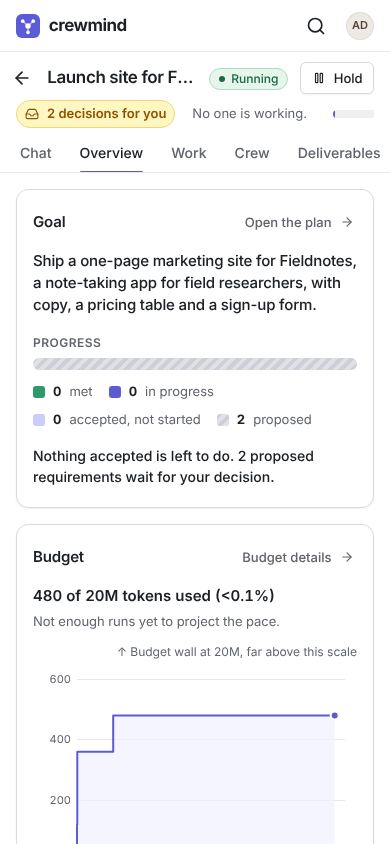 crewmind
AD
Launch site for F...
Running
Hold
2 decisions for you
No one is working.
Chat
Overview
Work
Crew
Deliverables
Goal
Open the plan →
Ship a one-page marketing site for Fieldnotes,
a note-taking app for field researchers, with
copy, a pricing table and a sign-up form.
PROGRESS
0 met
0 in progress
0 accepted, not started
2 proposed
Nothing accepted is left to do. 2 proposed
requirements wait for your decision.
Budget
Budget details →
480 of 20M tokens used (<0.1%)
Not enough runs yet to project the pace.
↑ Budget wall at 20M, far above this scale
600
400
200